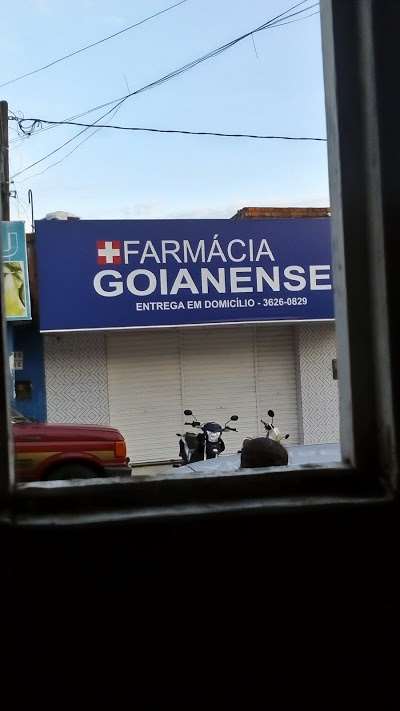 FARMÁCIA
GOIANENSE
ENTREGA EM DOMICÍLIO - 3626-0829